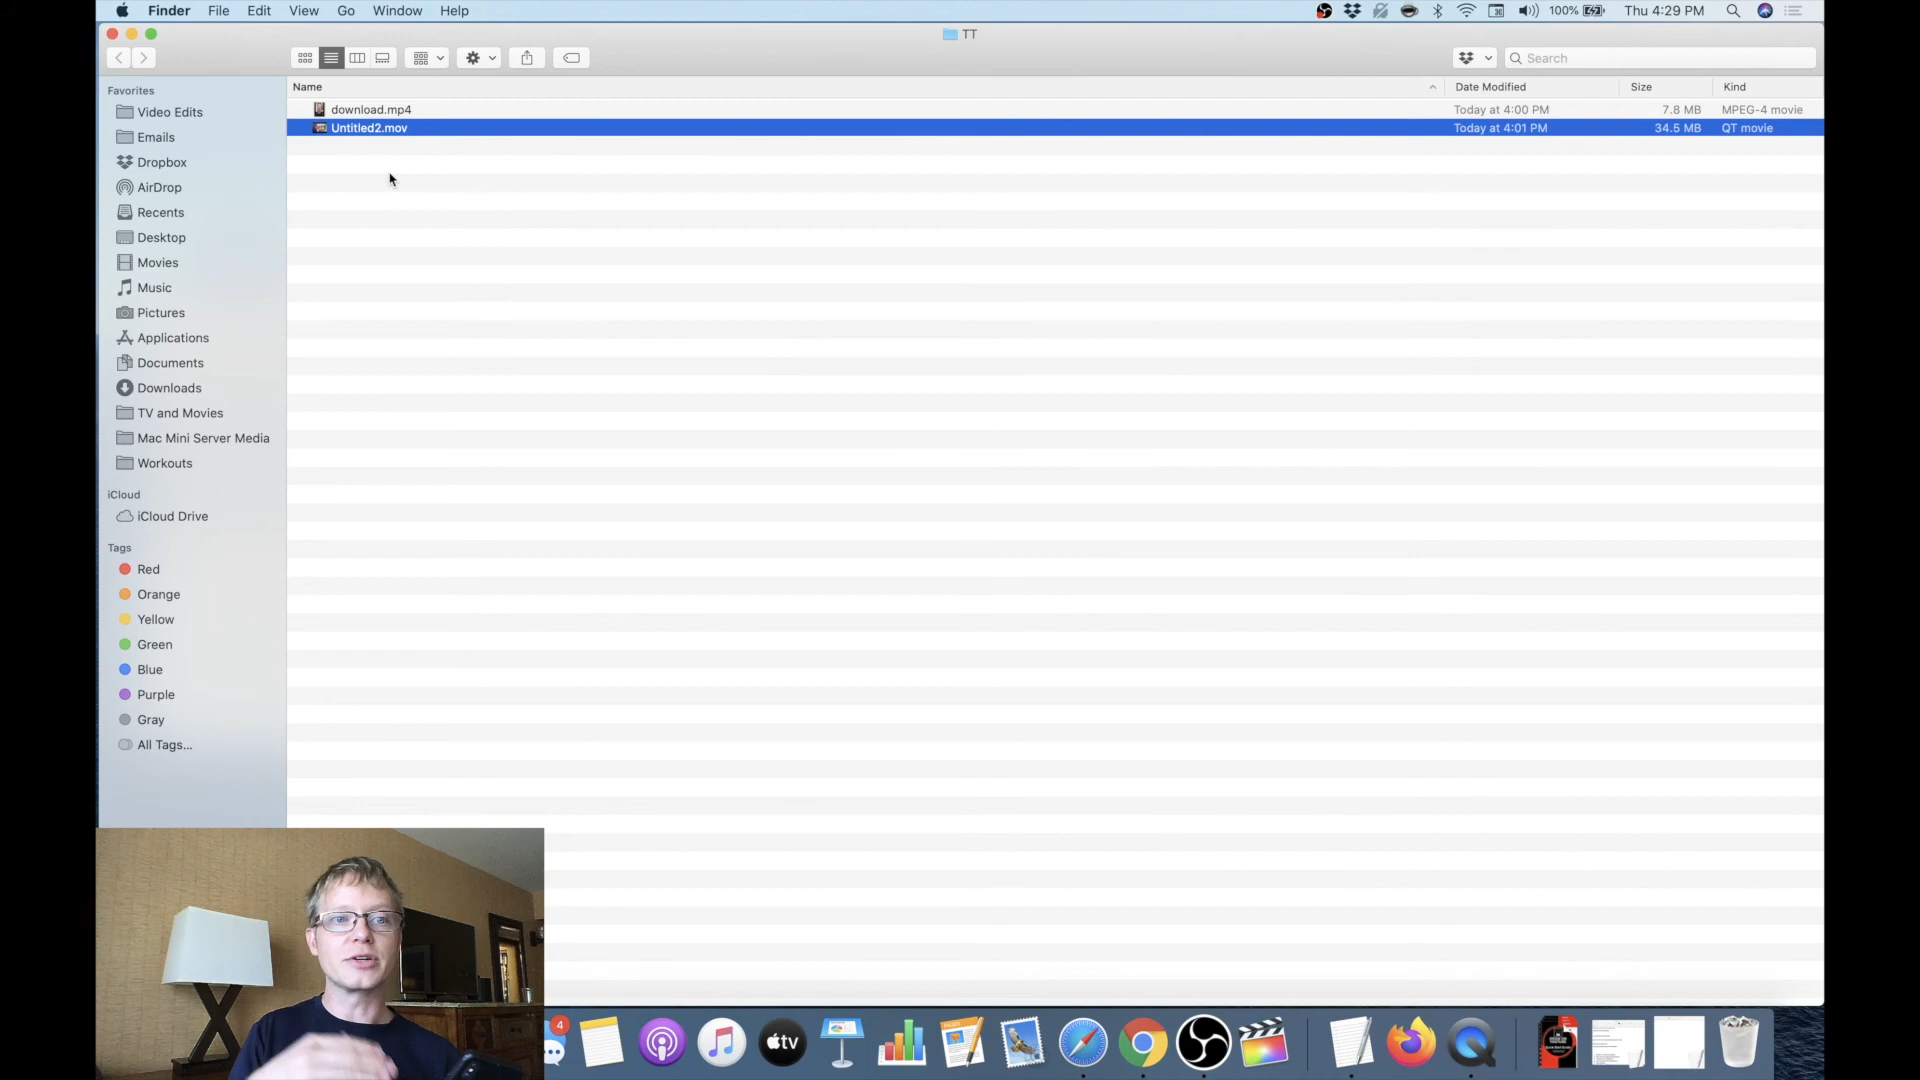 Finder File Edit View Go Window Help 100% Thu 4:29 PM
TT
Search
Favorites
Video Edits
Emails
Dropbox
AirDrop
Recents
Desktop
Movies
Music
Pictures
Applications
Documents
Downloads
TV and Movies
Mac Mini Server Media
Workouts
iCloud
iCloud Drive
Tags
Red
Orange
Yellow
Green
Blue
Purple
Gray
All Tags...
Name Date Modified Size Kind
download.mp4 Today at 4:00 PM 7.8 MB MPEG-4 movie
Untitled2.mov Today at 4:01 PM 34.5 MB QT movie
4
tv
PAGES